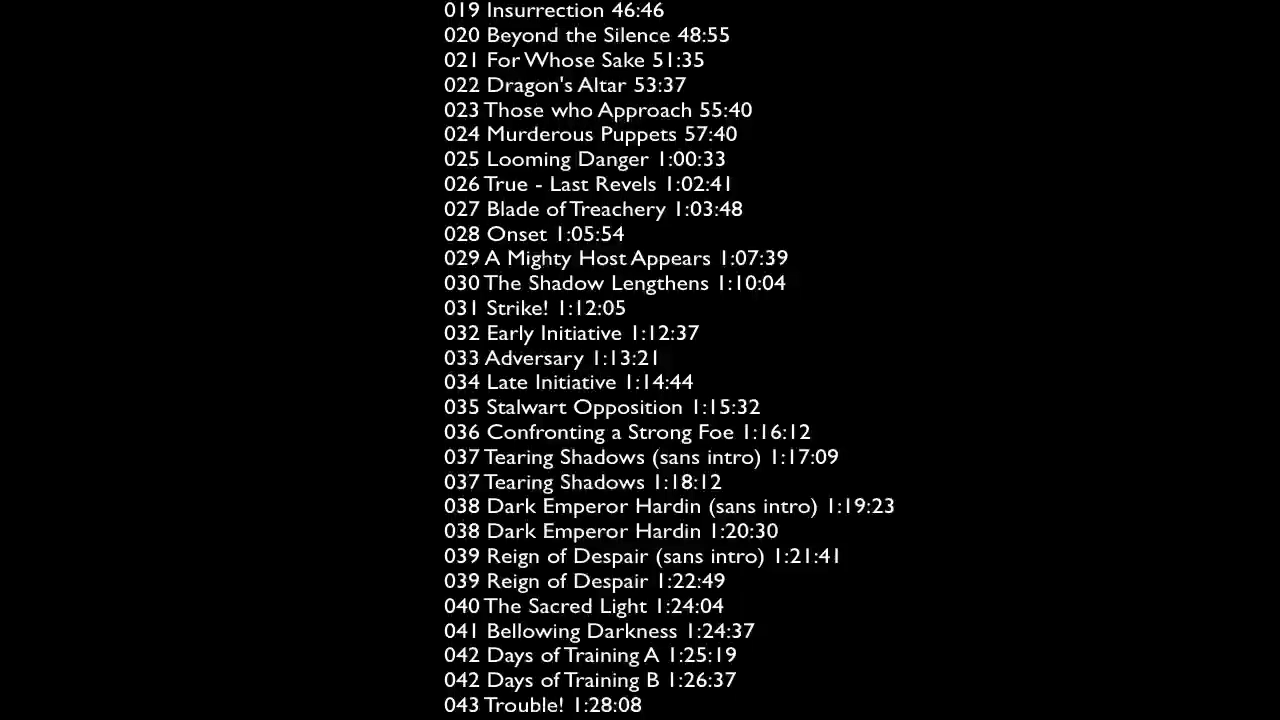 019 Insurrection 46:46
020 Beyond the Silence 48:55
021 For Whose Sake 51:35
022 Dragon's Altar 53:37
023 Those who Approach 55:40
024 Murderous Puppets 57:40
025 Looming Danger 1:00:33
026 True - Last Revels 1:02:41
027 Blade of Treachery 1:03:48
028 Onset 1:05:54
029 A Mighty Host Appears 1:07:39
030 The Shadow Lengthens 1:10:04
031 Strike! 1:12:05
032 Early Initiative 1:12:37
033 Adversary 1:13:21
034 Late Initiative 1:14:44
035 Stalwart Opposition 1:15:32
036 Confronting a Strong Foe 1:16:12
037 Tearing Shadows (sans intro) 1:17:09
037 Tearing Shadows 1:18:12
038 Dark Emperor Hardin (sans intro) 1:19:23
038 Dark Emperor Hardin 1:20:30
039 Reign of Despair (sans intro) 1:21:41
039 Reign of Despair 1:22:49
040 The Sacred Light 1:24:04
041 Bellowing Darkness 1:24:37
042 Days of Training A 1:25:19
042 Days of Training B 1:26:37
043 Trouble! 1:28:08